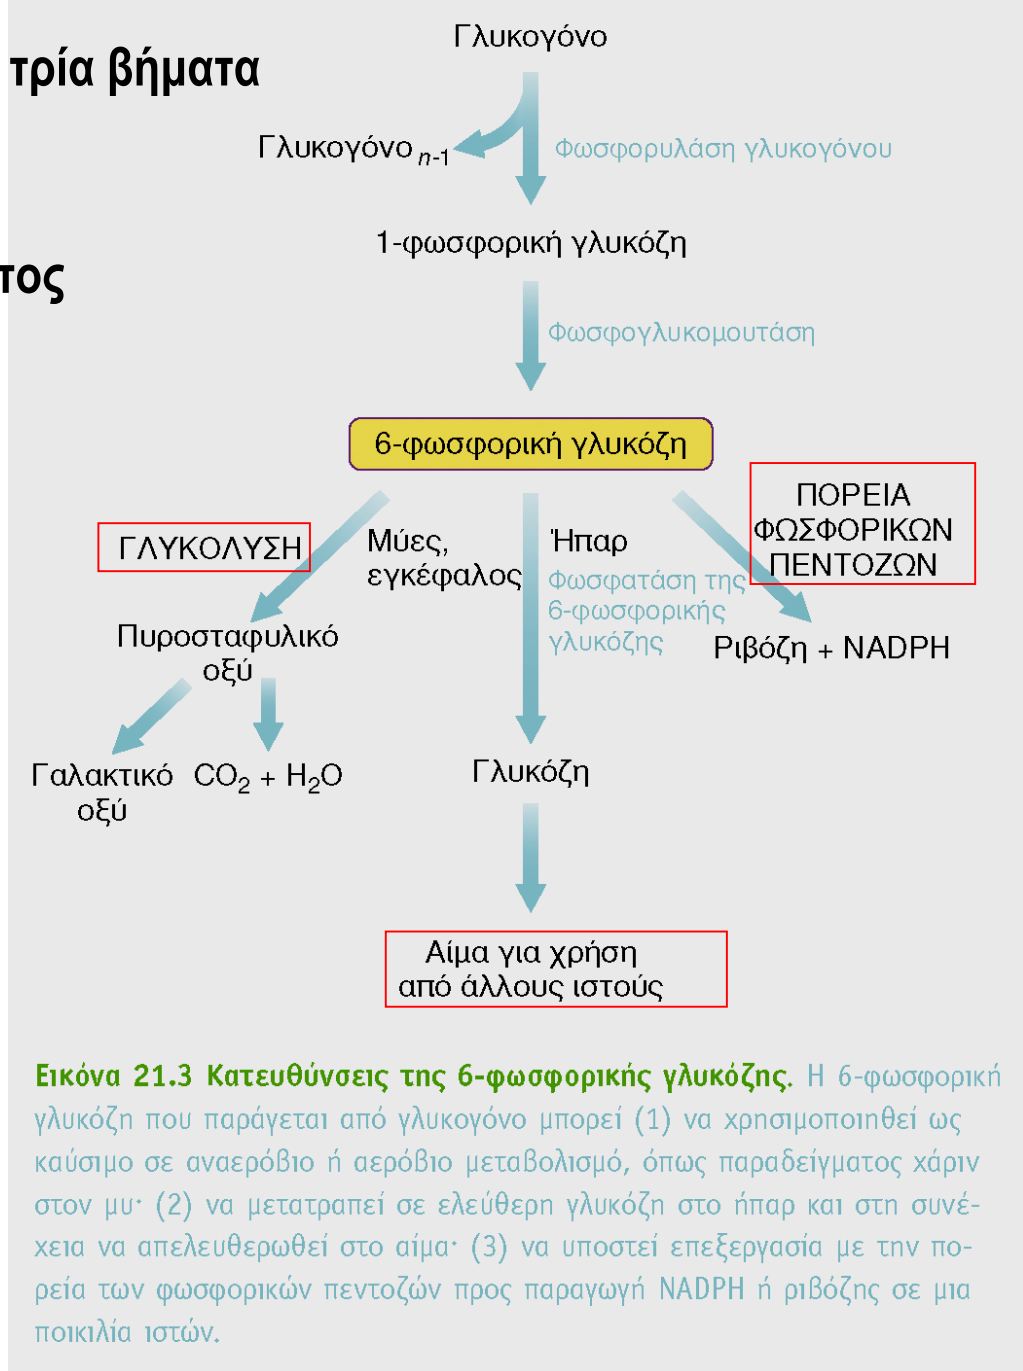 Γλυκογόνο
τρία βήματα
Γλυκογόνο n-1
Φωσφορυλάση γλυκογόνου
1-φωσφορική γλυκόζη
τος
Φωσφογλυκομουτάση
6-φωσφορική γλυκόζη
ΓΛΥΚΟΛΥΣΗ
Μύες,
εγκέφαλος
Ήπαρ
Φωσφατάση της
6-φωσφορικής
γλυκόζης
ΠΟΡΕΙΑ
ΦΩΣΦΟΡΙΚΩΝ
ΠΕΝΤΟΖΩΝ
Πυροσταφυλικό
οξύ
Ριβόζη + NADPH
Γαλακτικό
οξύ
CO2 + H2O
Γλυκόζη
Αίμα για χρήση
από άλλους ιστούς
Εικόνα 21.3 Κατευθύνσεις της 6-φωσφορικής γλυκόζης. Η 6-φωσφορική
γλυκόζη που παράγεται από γλυκογόνο μπορεί (1) να χρησιμοποιηθεί ως
καύσιμο σε αναερόβιο ή αερόβιο μεταβολισμό, όπως παραδείγματος χάριν
στον μυ· (2) να μετατραπεί σε ελεύθερη γλυκόζη στο ήπαρ και στη συνέ-
χεια να απελευθερωθεί στο αίμα· (3) να υποστεί επεξεργασία με την πο-
ρεία των φωσφορικών πεντοζών προς παραγωγή NADPH ή ριβόζης σε μια
ποικιλία ιστών.